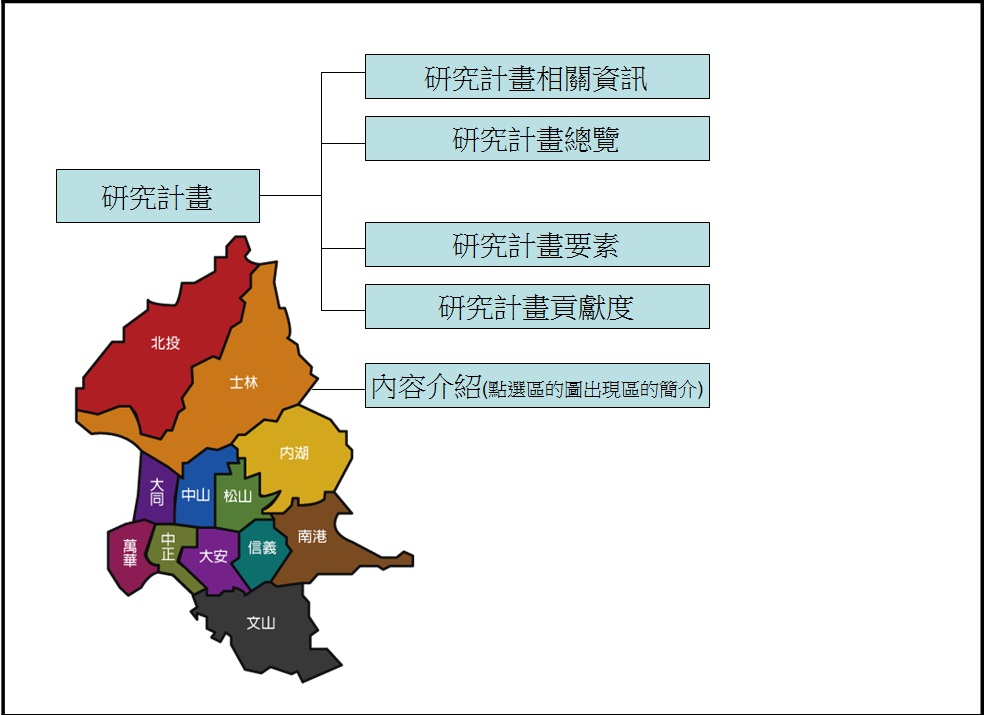 研究計畫相關資訊
研究計畫總覽
研究計畫
研究計畫要素
研究計畫貢獻度
內容介紹(點選區的圖出現區的簡介)
北投
士林
內湖
大同
中山
松山
萬華
中正
大安
信義
南港
文山